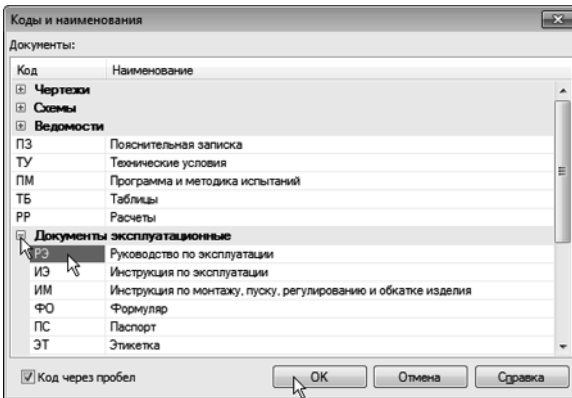 Коды и наименования
Документы:
Код Наименование
Чертежи
Схемы
Ведомости
ПЗ Пояснительная записка
ТУ Технические условия
ПМ Программа и методика испытаний
ТБ Таблицы
РР Расчеты
Документы эксплуатационные
РЭ Руководство по эксплуатации
ИЭ Инструкция по эксплуатации
ИМ Инструкция по монтажу, пуску, регулированию и обкатке изделия
ФО Формуляр
ПС Паспорт
ЭТ Этикетка
Код через пробел OK Отмена Справка